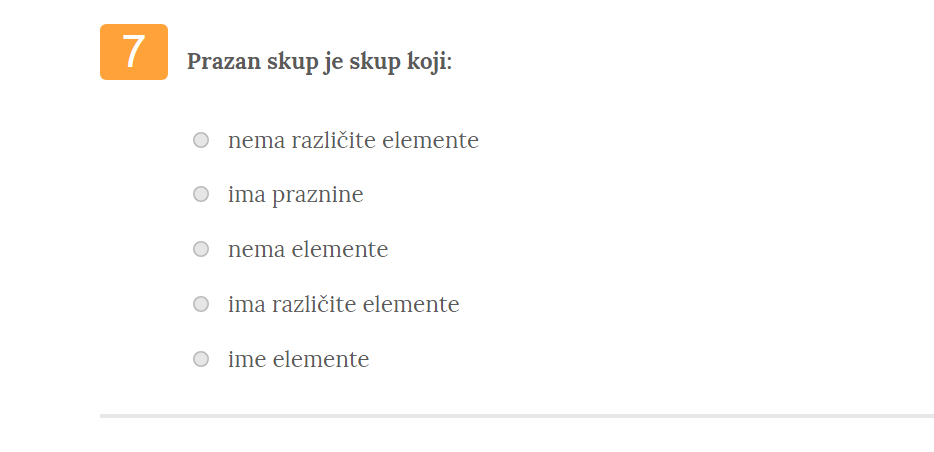 7
Prazan skup je skup koji:
nema različite elemente
ima praznine
nema elemente
ima različite elemente
ime elemente